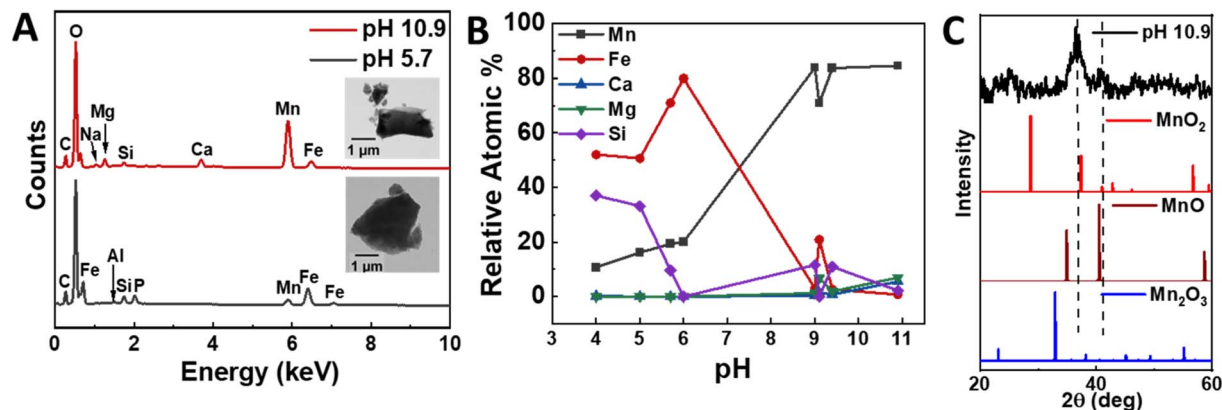 A
pH 10.9
pH 5.7
O
C
Na
Mg
Si
Ca
Mn
Fe
1 µm
C
Fe
Al
Si
P
Mn
Fe
Fe
1 µm
Counts
0
2
4
6
8
10
Energy (keV)
B
Mn
Fe
Ca
Mg
Si
Relative Atomic %
100
80
60
40
20
0
3
4
5
6
7
8
9
10
11
pH
C
pH 10.9
MnO2
MnO
Mn2O3
Intensity
20
40
60
2θ (deg)